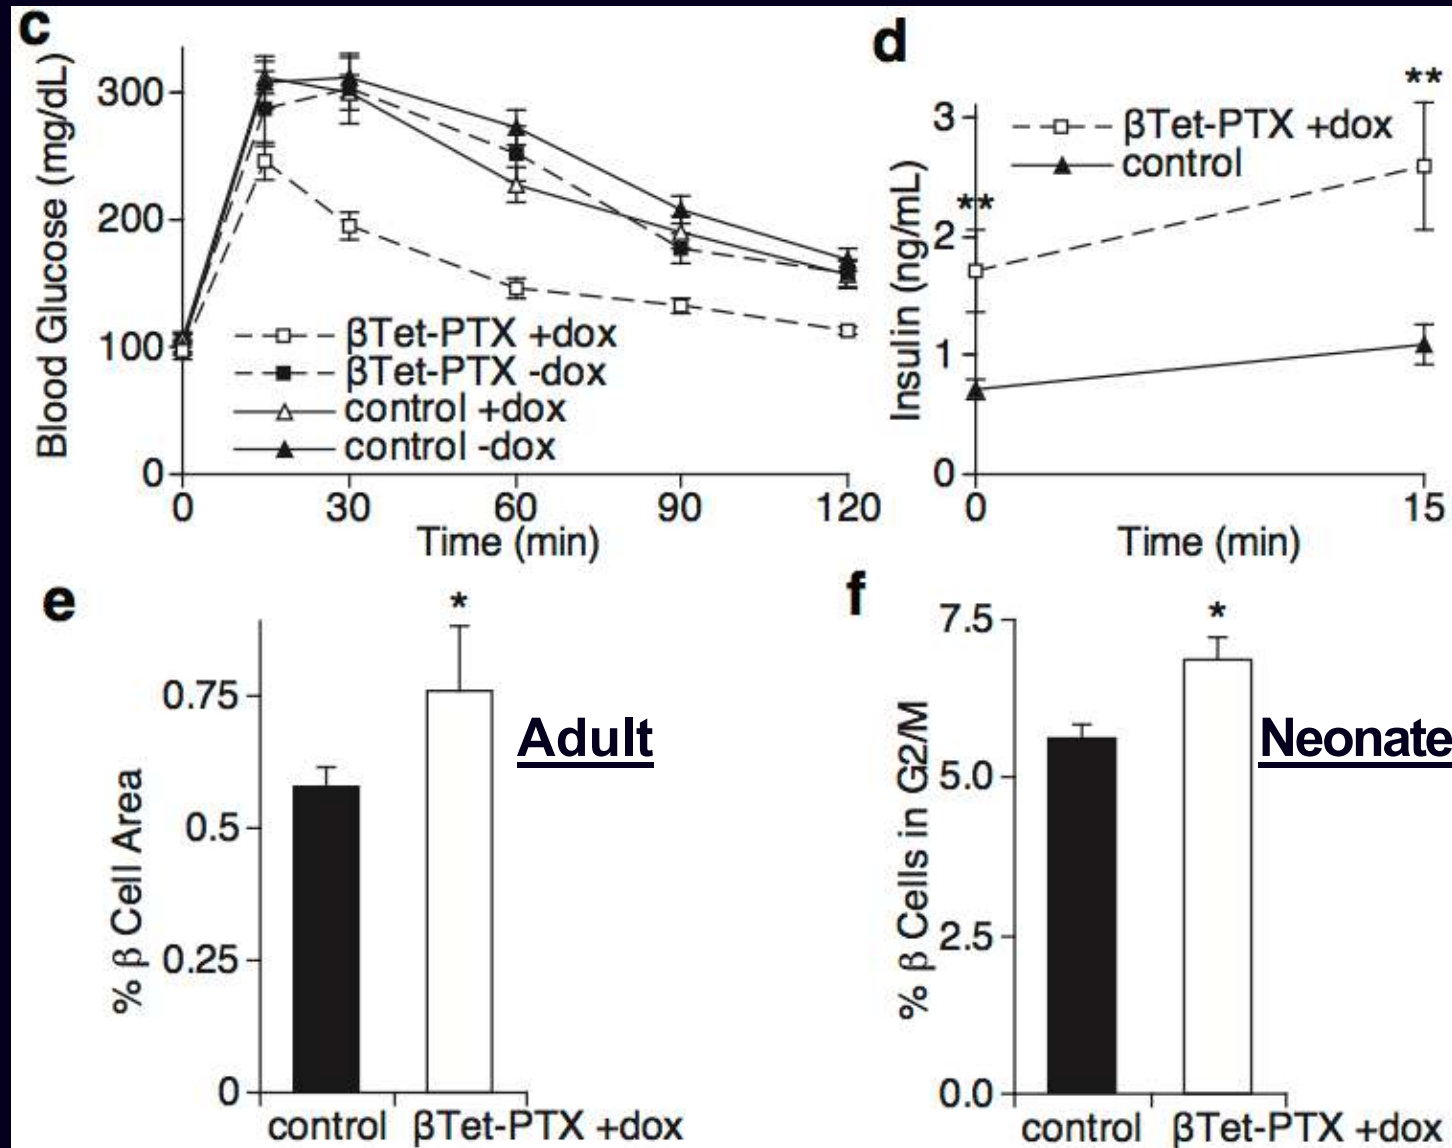 c
Blood Glucose (mg/dL)
300
200
100
0
βTet-PTX +dox
βTet-PTX -dox
control +dox
control -dox
0 30 60 90 120
Time (min)
d
Insulin (ng/mL)
3
2
1
0
βTet-PTX +dox
control
**
**
0 15
Time (min)
e
% β Cell Area
0.75
0.5
0.25
0
*
Adult
control βTet-PTX +dox
f
% β Cells in G2/M
7.5
5.0
2.5
0.0
*
Neonate
control βTet-PTX +dox